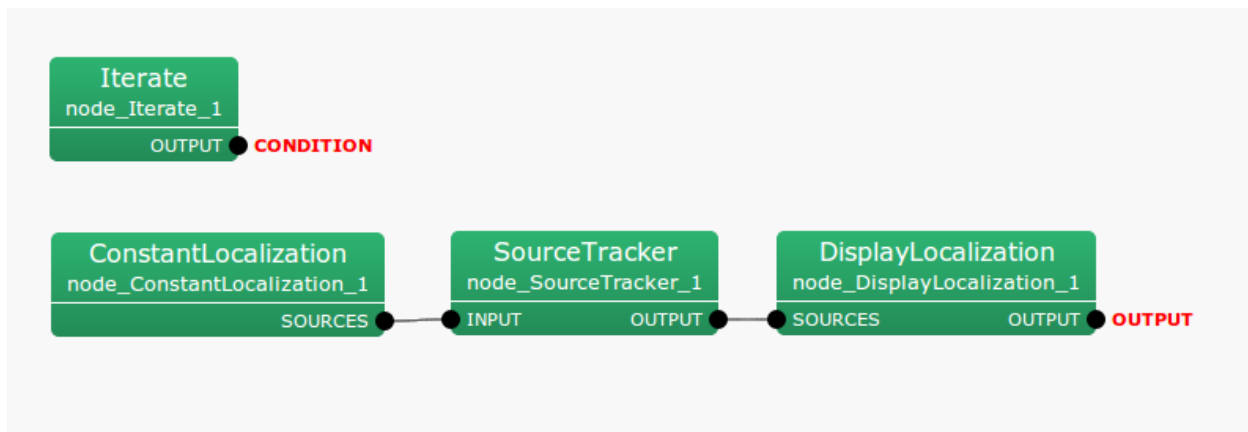 Iterate
node_Iterate_1
OUTPUT CONDITION
ConstantLocalization
node_ConstantLocalization_1
SOURCES
SourceTracker
node_SourceTracker_1
INPUT OUTPUT
DisplayLocalization
node_DisplayLocalization_1
SOURCES OUTPUT OUTPUT